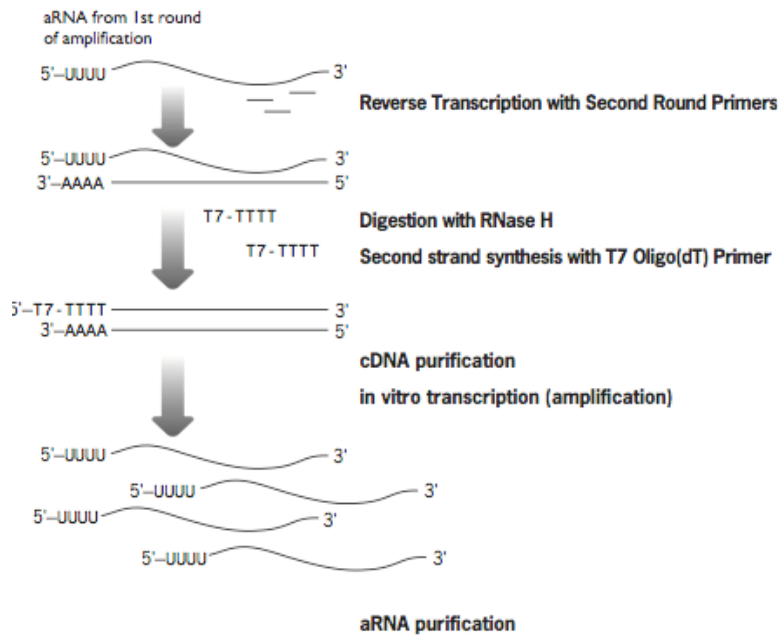 aRNA from 1st round
of amplification
5'–UUUU 3'
Reverse Transcription with Second Round Primers
5'–UUUU 3'
3'–AAAA 5'
T7-TTTT
Digestion with RNase H
T7-TTTT
Second strand synthesis with T7 Oligo(dT) Primer
5'–T7-TTTT 3'
3'–AAAA 5'
cDNA purification
in vitro transcription (amplification)
5'–UUUU 3'
5'–UUUU 3'
5'–UUUU 3'
5'–UUUU 3'
aRNA purification